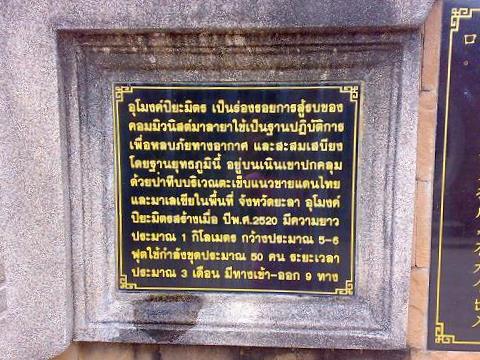 อุโมงค์ปิยะมิตร เป็นร่องรอยการสู้รบของ
คอมมิวนิสต์มาลายาใช้เป็นฐานปฏิบัติการ
เพื่อหลบภัยทางอากาศ และสะสมเสบียง
โดยฐานยุทธภูมินี้ อยู่บนเนินเขาปกคลุม
ด้วยป่าทึบบริเวณตะเข็บแนวชายแดนไทย
และมาเลเซียในพื้นที่ จังหวัดยะลา อุโมงค์
ปิยะมิตรสร้างเมื่อ ปีพ.ศ.2520 มีความยาว
ประมาณ 1 กิโลเมตร กว้างประมาณ 5-6
ฟุตใช้กำลังขุดประมาณ 50 คน ระยะเวลา
ประมาณ 3 เดือน มีทางเข้า-ออก 9 ทาง